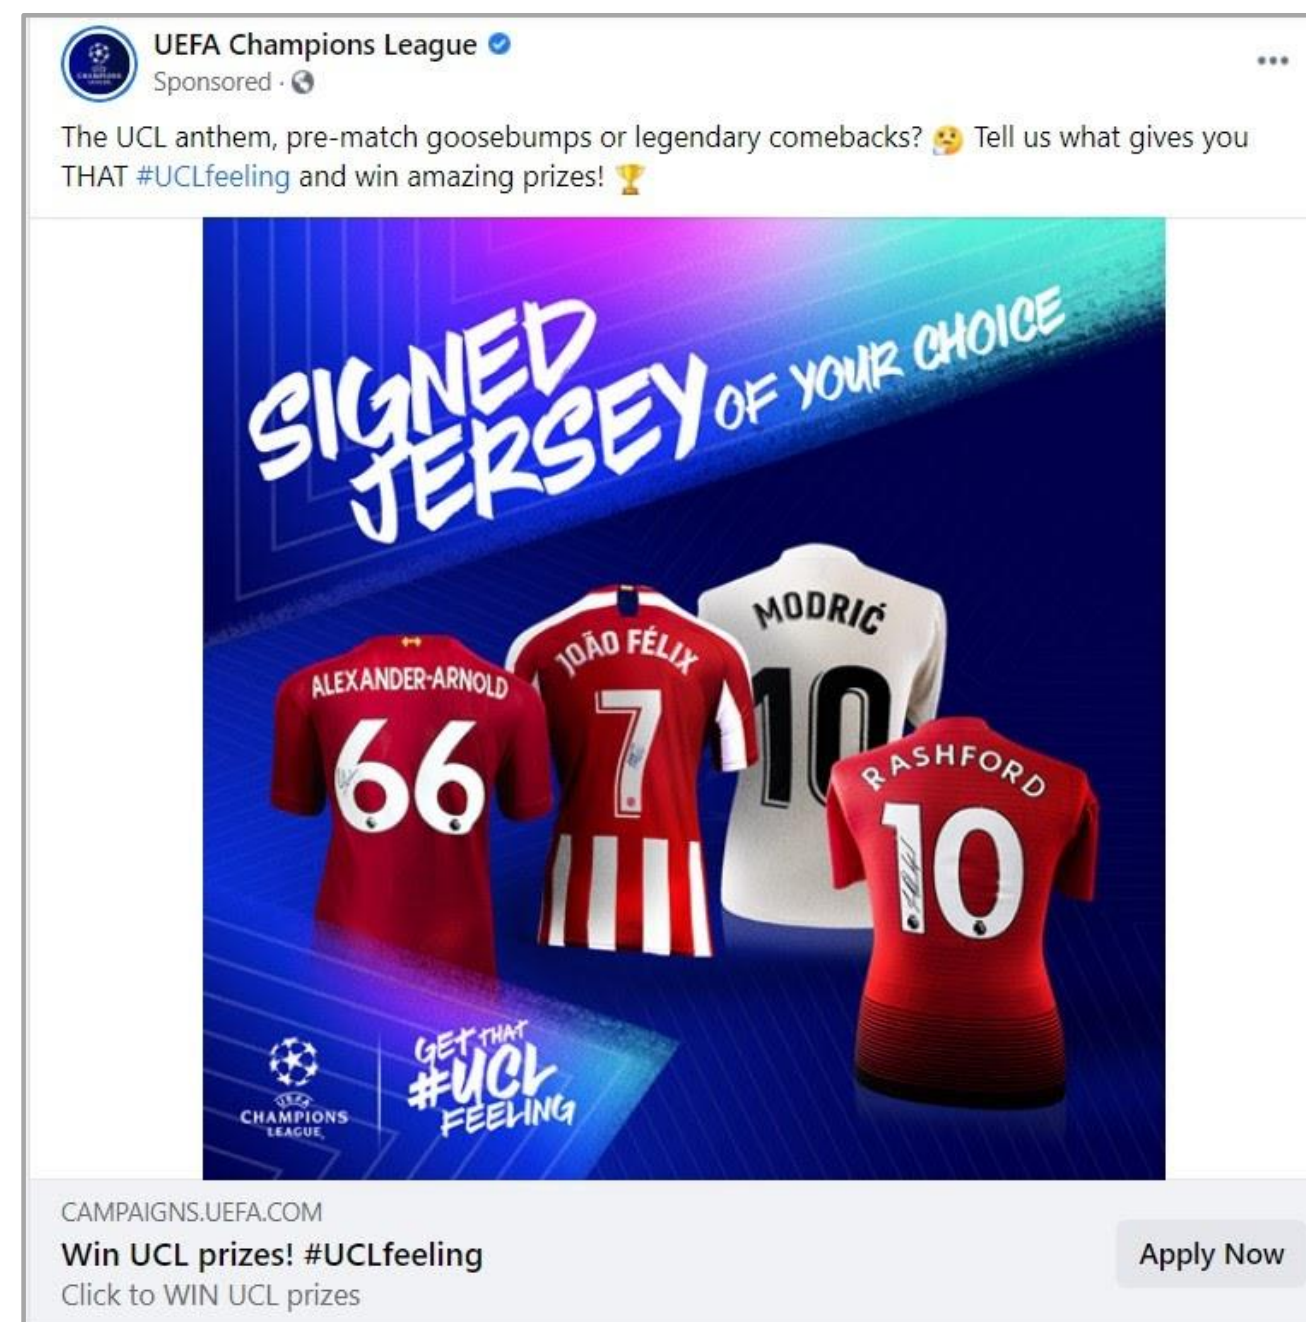 UEFA Champions League
Sponsored ·
The UCL anthem, pre-match goosebumps or legendary comebacks? 🤔 Tell us what gives you
THAT #UCLfeeling and win amazing prizes! 🏆
SIGNED
JERSEY OF YOUR CHOICE
ALEXANDER-ARNOLD
66
JOÃO FÉLIX
7
MODRIĆ
10
RASHFORD
10
UEFA
CHAMPIONS
LEAGUE
GET THAT
#UCL
FEELING
CAMPAIGNS.UEFA.COM
Win UCL prizes! #UCLfeeling
Click to WIN UCL prizes
Apply Now